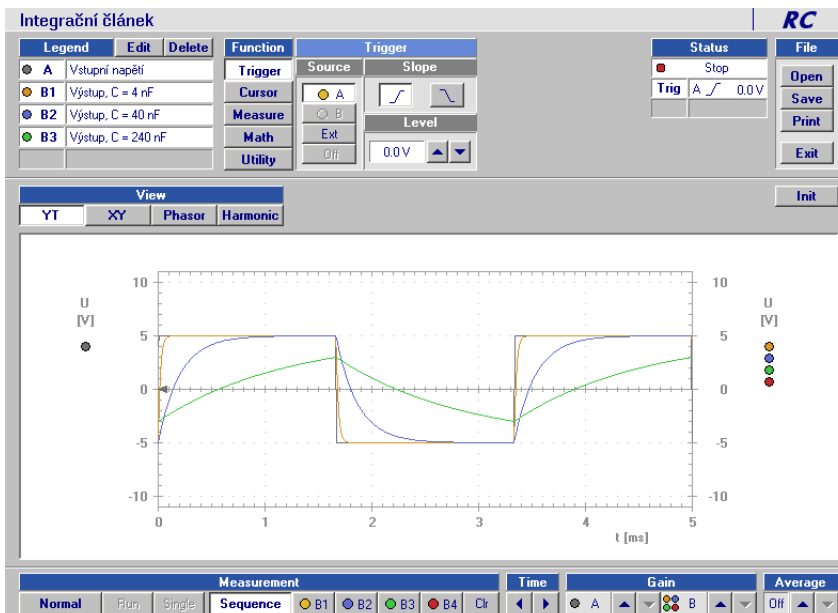 Integrační článek RC
Legend Edit Delete Function Trigger Status File
A Vstupní napětí Trigger Source Slope Stop Open
B1 Výstup, C = 4 nF Cursor A Trig A 0.0 V Save
B2 Výstup, C = 40 nF Measure B Level Print
B3 Výstup, C = 240 nF Math Ext 0.0 V Exit
Utility Off
View Init
YT XY Phasor Harmonic
10 10
U U
[V] [V]
5 5
0 0
-5 -5
-10 -10
0 1 2 3 4 5
t [ms]
Measurement Time Gain Average
Normal Run Single Sequence B1 B2 B3 B4 Clr A B Off